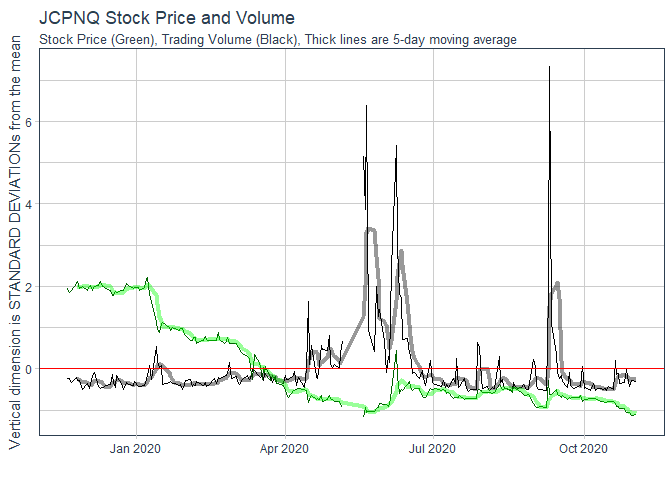 JCPNQ Stock Price and Volume
Stock Price (Green), Trading Volume (Black), Thick lines are 5-day moving average
Vertical dimension is STANDARD DEVIATIONs from the mean
6
4
2
0
Jan 2020
Apr 2020
Jul 2020
Oct 2020